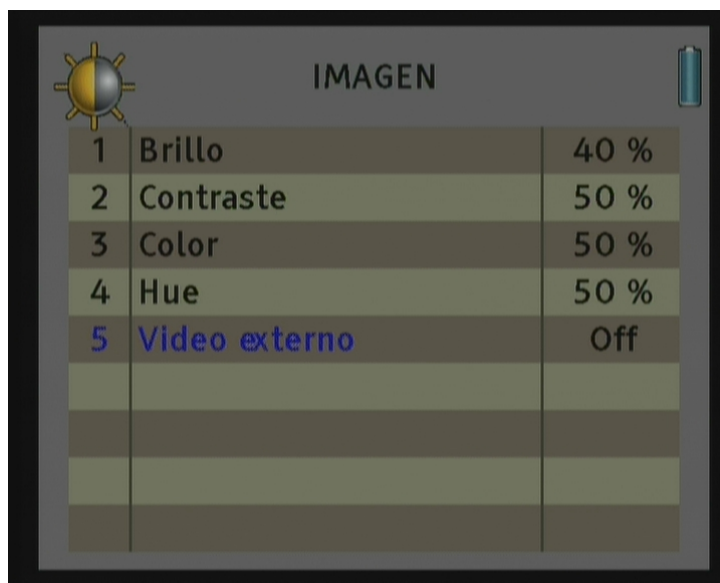 IMAGEN
1 Brillo 40 %
2 Contraste 50 %
3 Color 50 %
4 Hue 50 %
5 Video externo Off